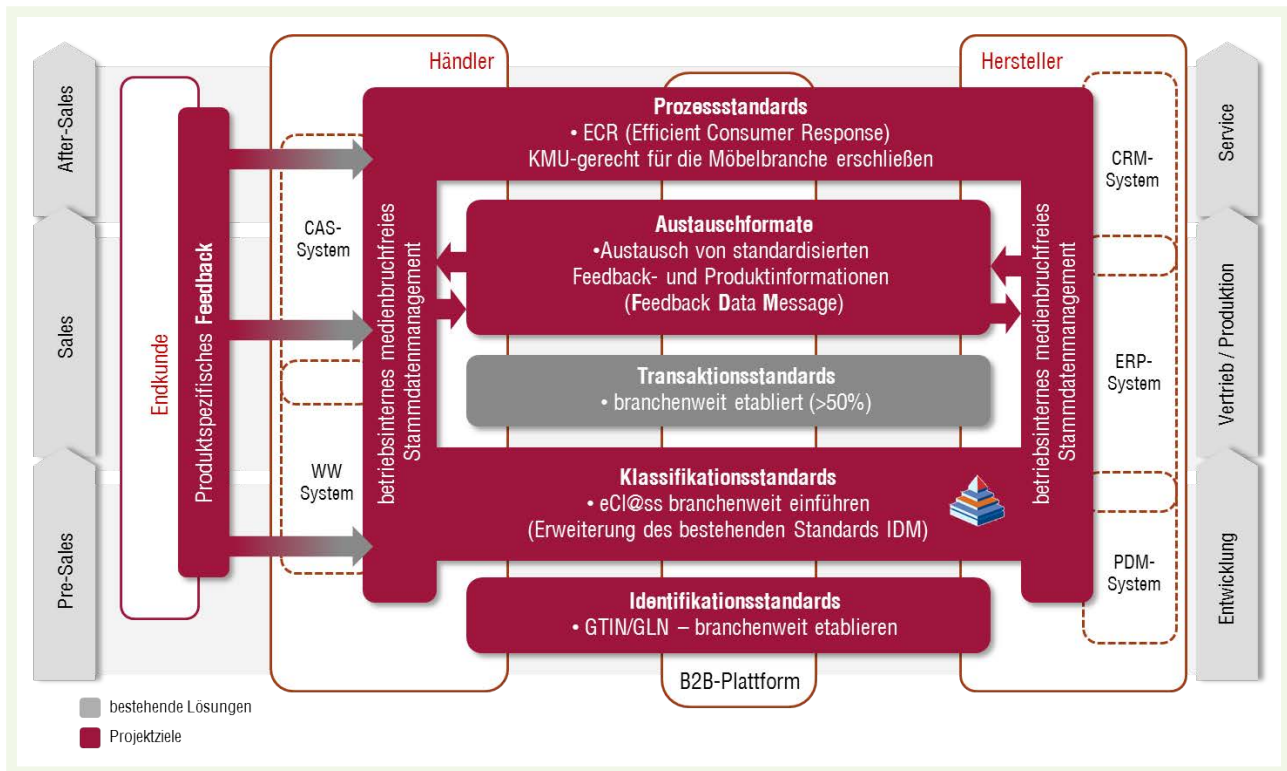 Händler
Hersteller
After-Sales
Sales
Pre-Sales
Endkunde
Produktspezifisches Feedback
CAS-
System
WW
System
betriebsinternes medienbruchfreies
Stammdatenmanagement
Prozessstandards
• ECR (Efficient Consumer Response)
KMU-gerecht für die Möbelbranche erschließen
Austauschformate
•Austausch von standardisierten
Feedback- und Produktinformationen
(Feedback Data Message)
Transaktionsstandards
• branchenweit etabliert (>50%)
Klassifikationsstandards
• eCl@ss branchenweit einführen
(Erweiterung des bestehenden Standards IDM)
Identifikationsstandards
• GTIN/GLN – branchenweit etablieren
B2B-Plattform
betriebsinternes medienbruchfreies
Stammdatenmanagement
CRM-
System
ERP-
System
PDM-
System
Service
Vertrieb / Produktion
Entwicklung
bestehende Lösungen
Projektziele